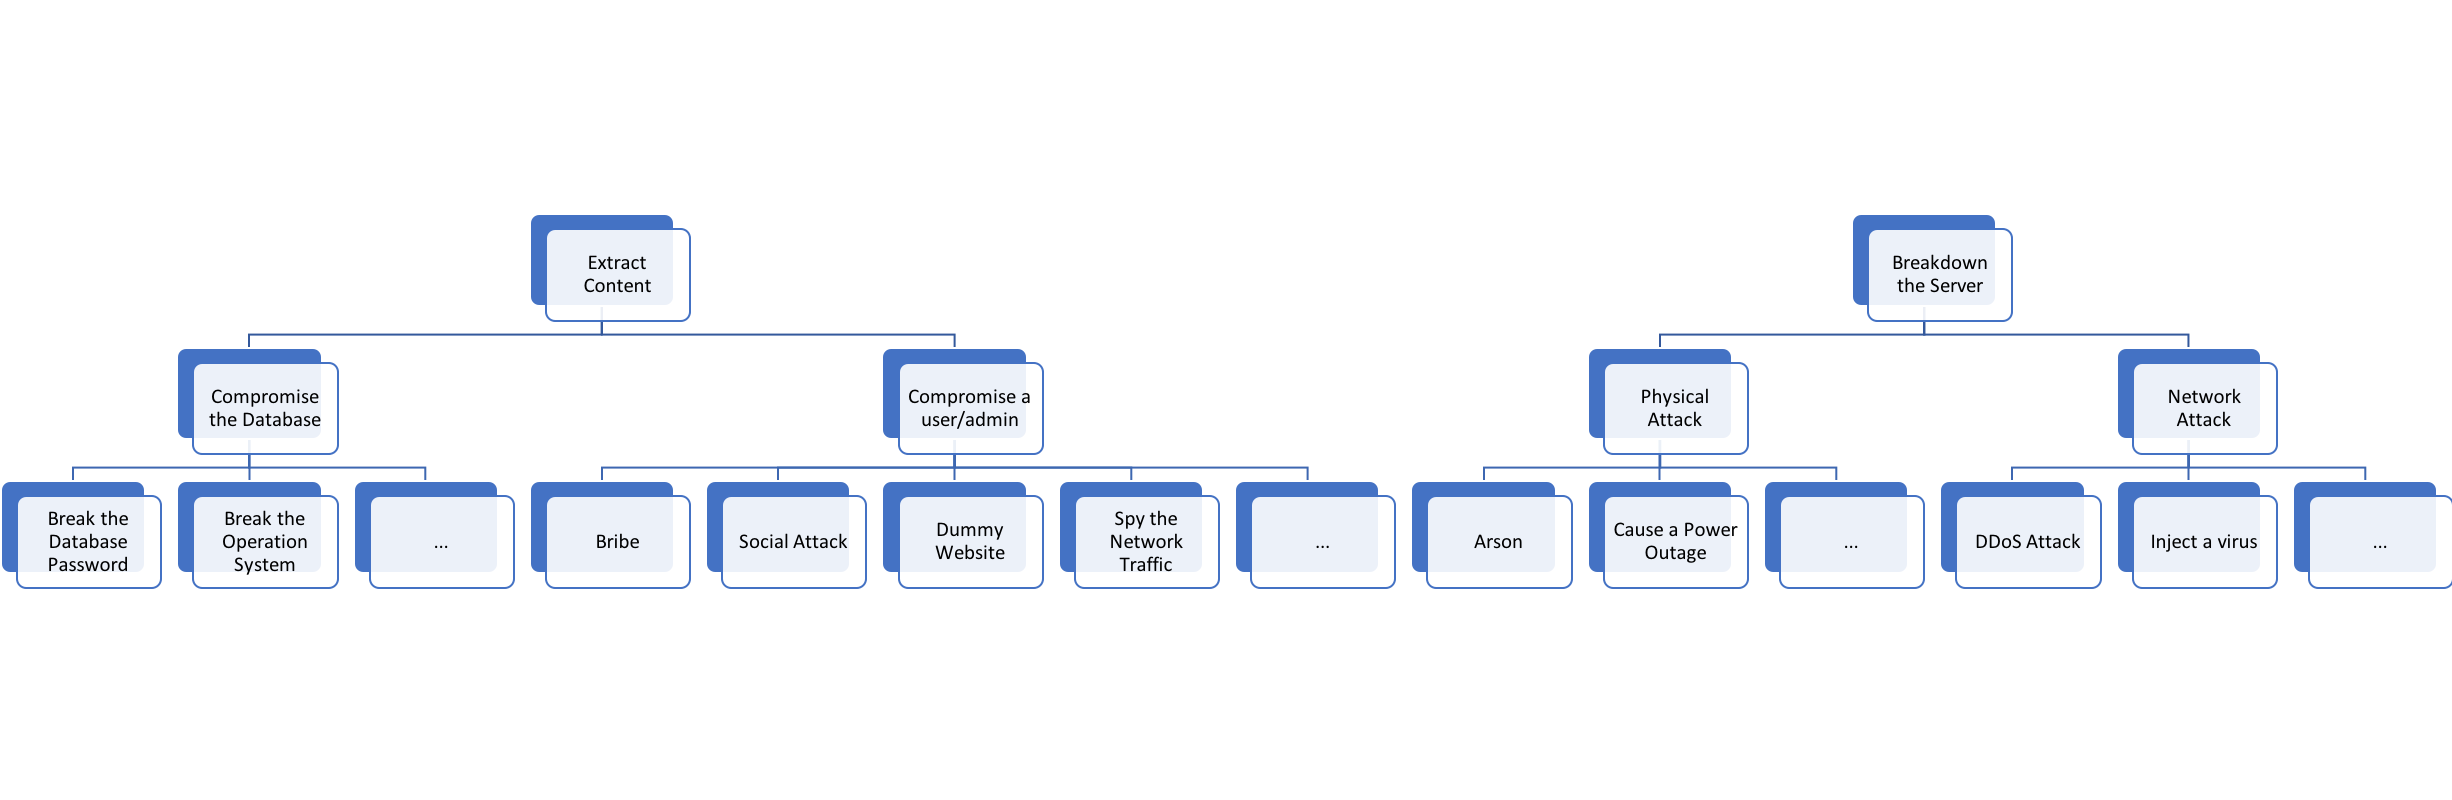 Extract
Content
Breakdown
the Server
Compromise
the Database
Compromise a
user/admin
Physical
Attack
Network
Attack
Break the
Database
Password
Break the
Operation
System
...
Bribe
Social Attack
Dummy
Website
Spy the
Network
Traffic
...
Arson
Cause a Power
Outage
...
DDoS Attack
Inject a virus
...